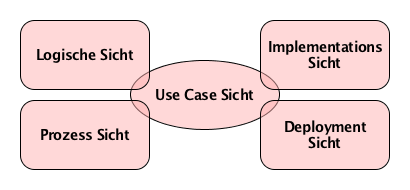 Logische Sicht
Implementations
Sicht
Use Case Sicht
Prozess Sicht
Deployment
Sicht